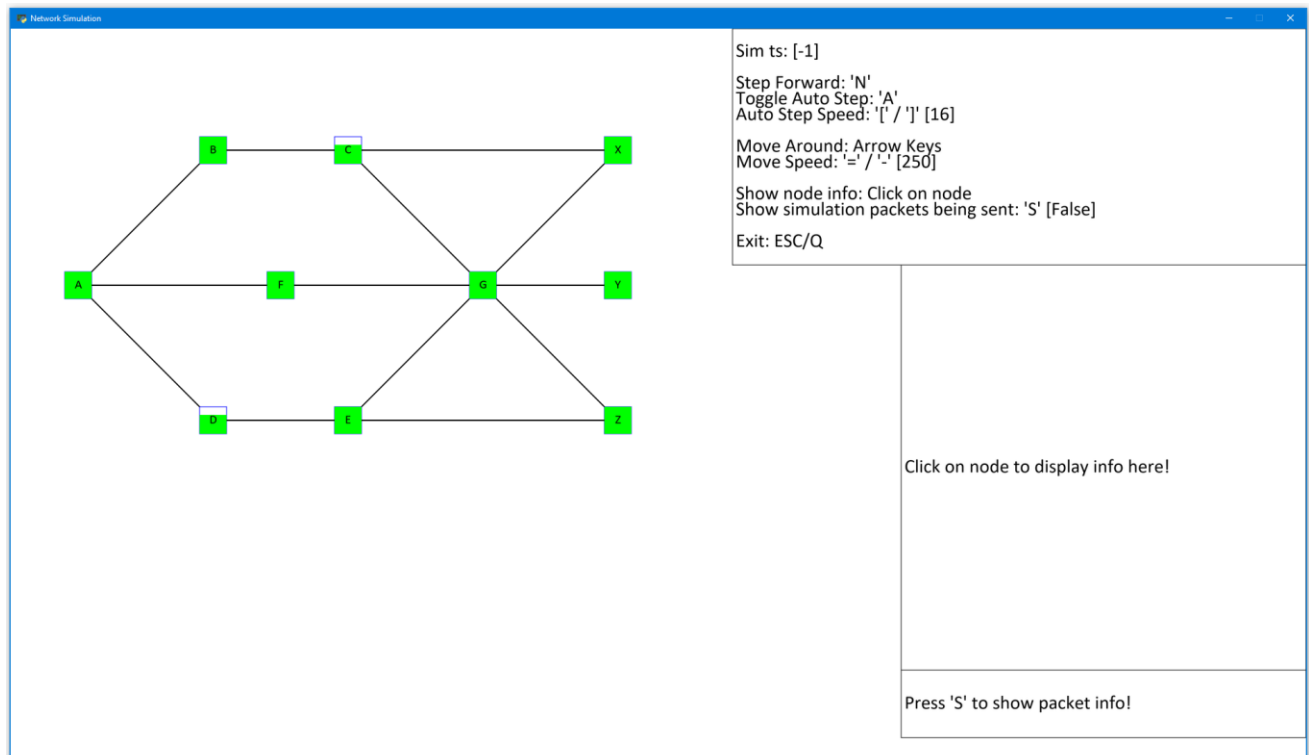 Network Simulation
Sim ts: [-1]
Step Forward: 'N'
Toggle Auto Step: 'A'
Auto Step Speed: '[' / ']' [16]
Move Around: Arrow Keys
Move Speed: '=' / '-' [250]
Show node info: Click on node
Show simulation packets being sent: 'S' [False]
Exit: ESC/Q
B
C
X
A
F
G
Y
D
E
Z
Click on node to display info here!
Press 'S' to show packet info!